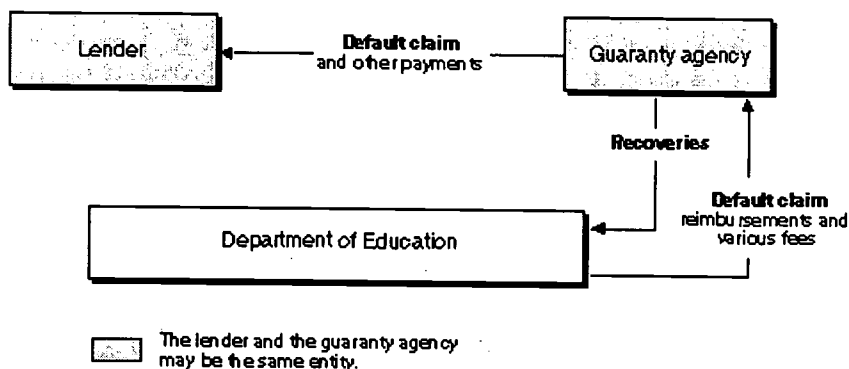 Lender
Default claim
and other payments
Guaranty agency
Recoveries
Default claim
reimbursements and
various fees
Department of Education
The lender and the guaranty agency
may be the same entity.